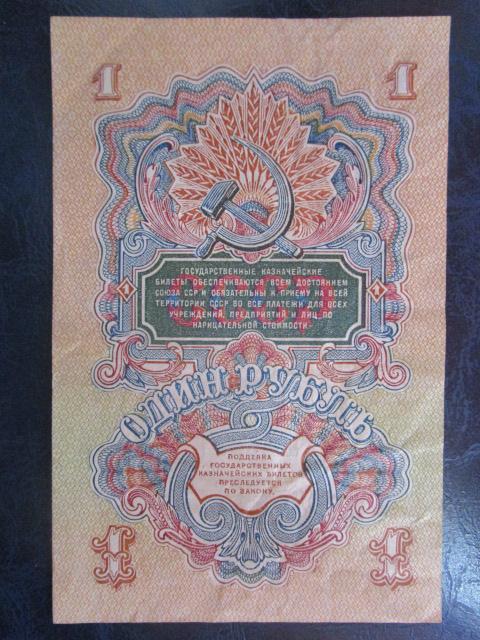 1 1
ГОСУДАРСТВЕННЫЕ КАЗНАЧЕЙСКИЕ
БИЛЕТЫ ОБЕСПЕЧИВАЮТСЯ ВСЕМ ДОСТОЯНИЕМ
СОЮЗА ССР И ОБЯЗАТЕЛЬНЫ К ПРИЕМУ НА ВСЕЙ
ТЕРРИТОРИИ СССР ВО ВСЕ ПЛАТЕЖИ ДЛЯ ВСЕХ
УЧРЕЖДЕНИЙ, ПРЕДПРИЯТИЙ И ЛИЦ ПО
НАРИЦАТЕЛЬНОЙ СТОИМОСТИ.
1 1
ОДИН РУБЛЬ
ПОДДЕЛКА
ГОСУДАРСТВЕННЫХ
КАЗНАЧЕЙСКИХ БИЛЕТОВ
ПРЕСЛЕДУЕТСЯ
ПО ЗАКОНУ.
1 1